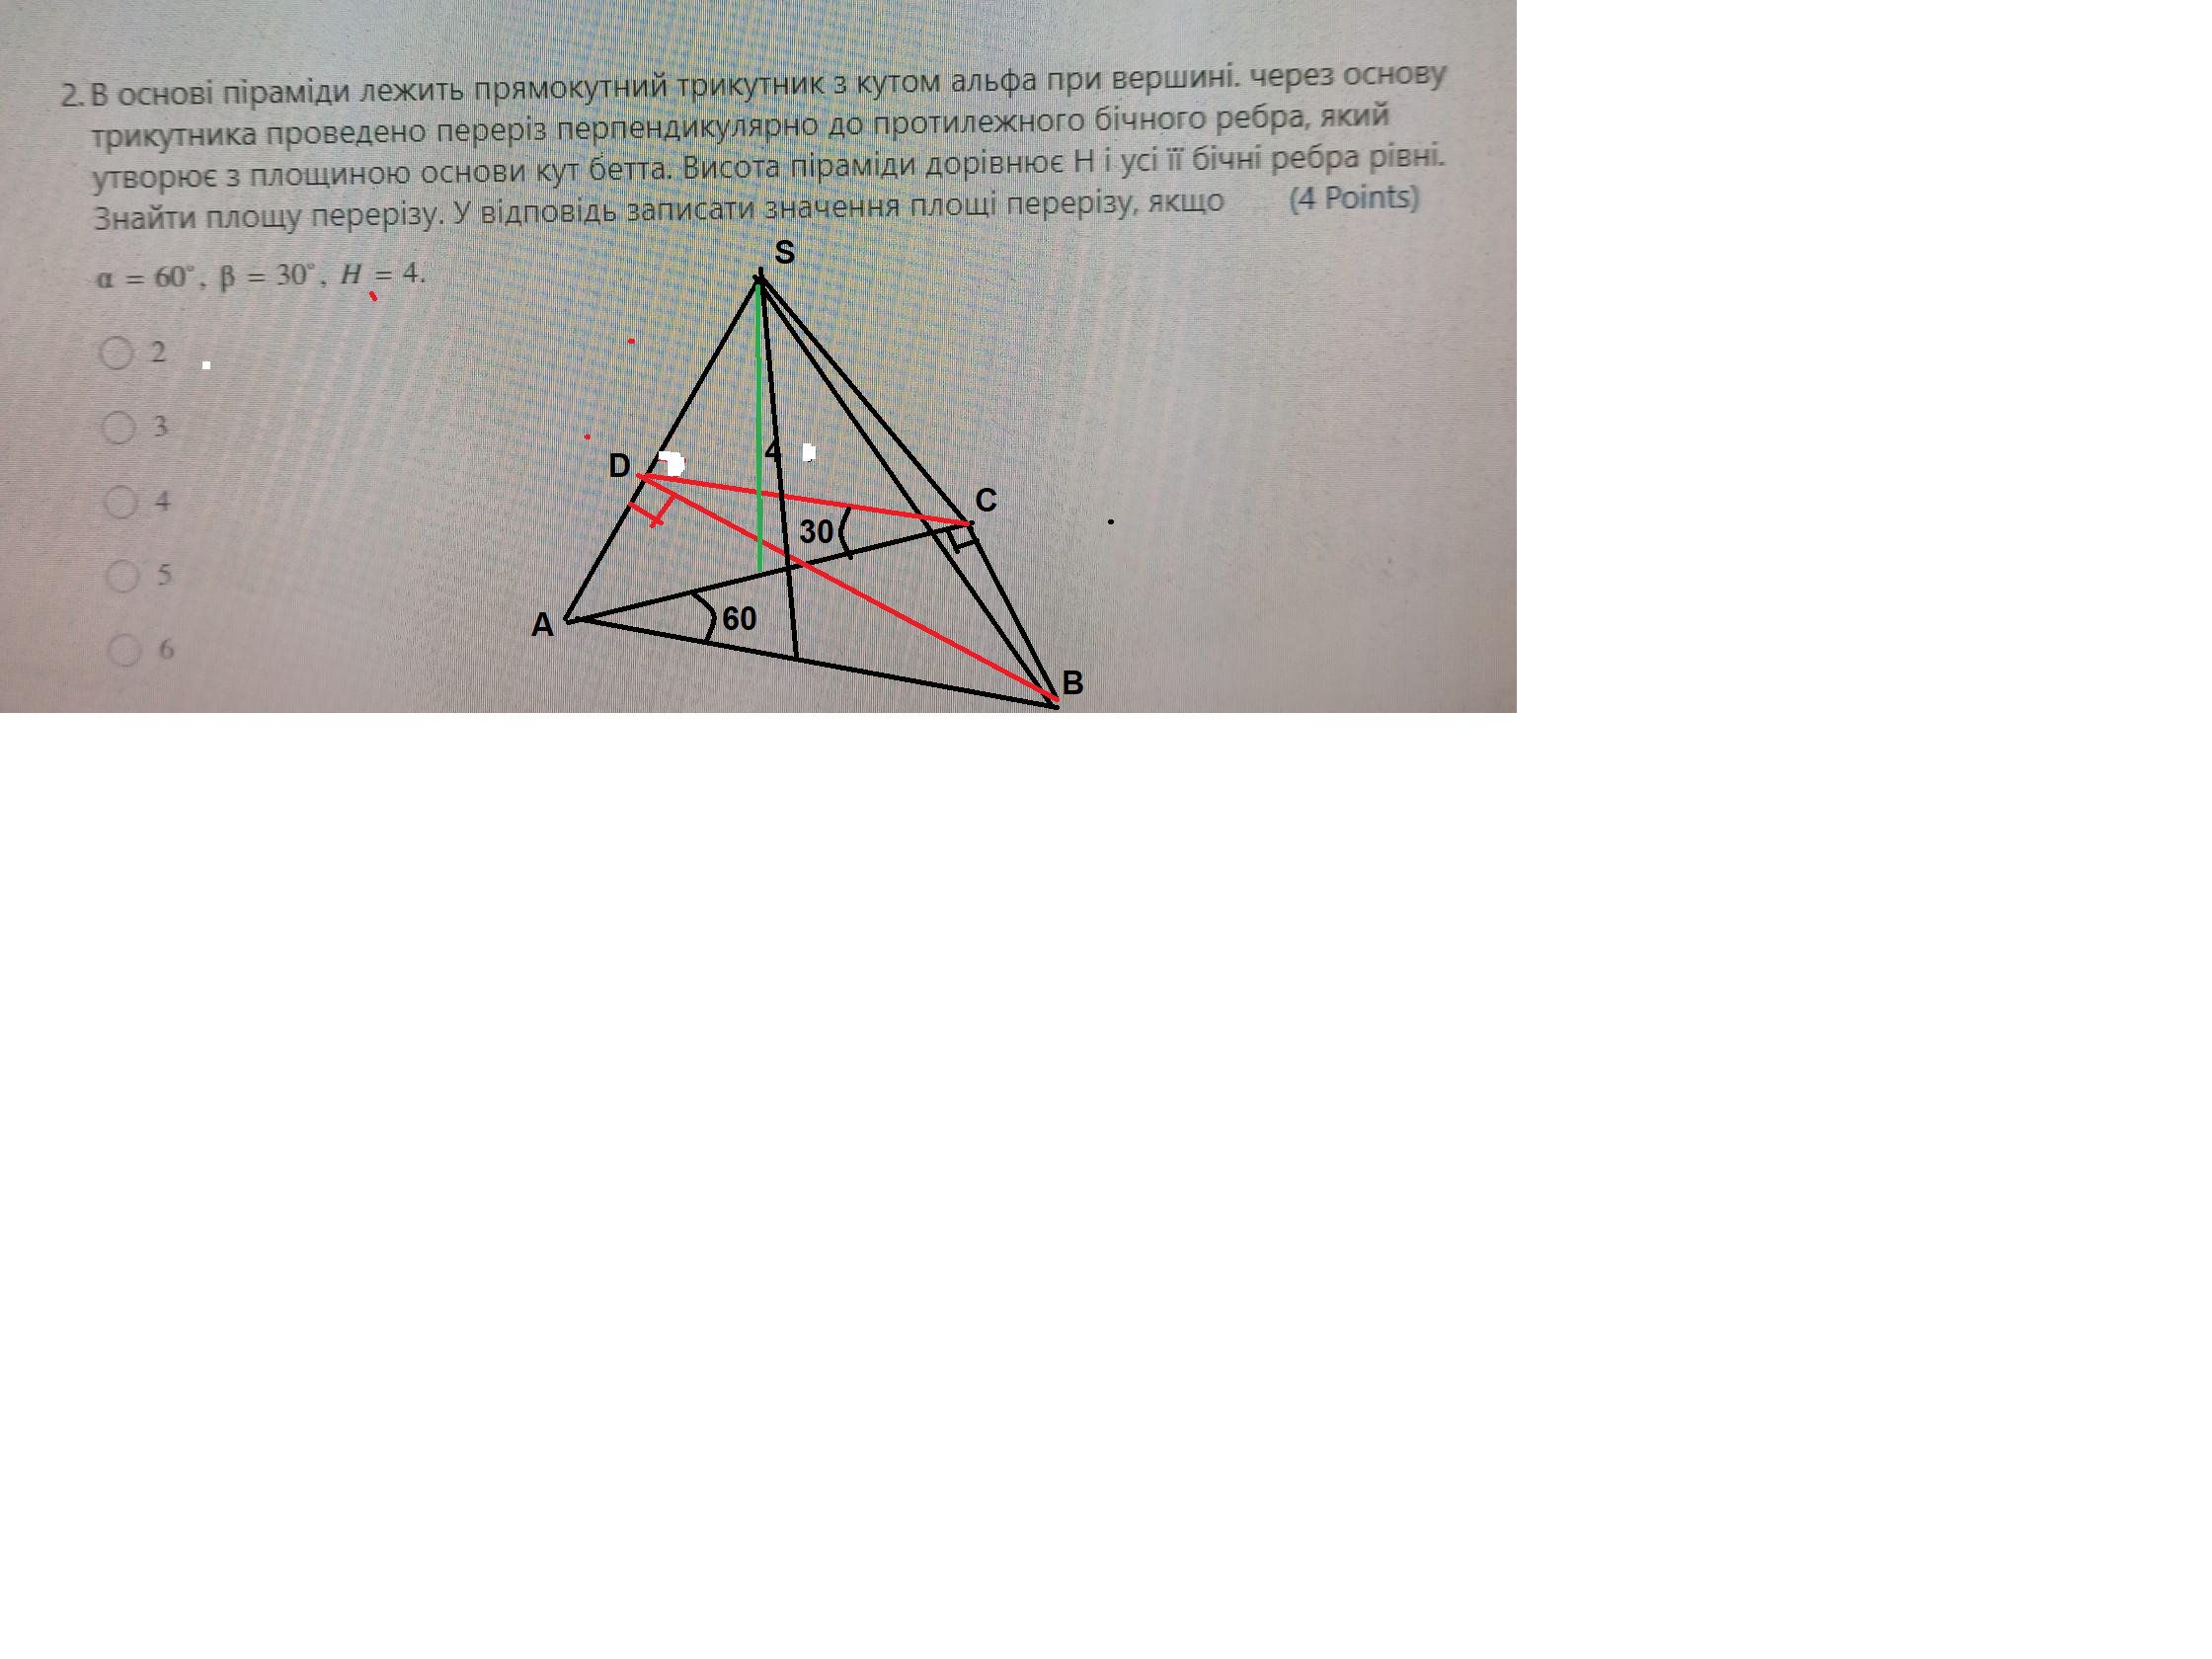 2. В основі піраміди лежить прямокутний трикутник з кутом альфа при вершині. через основу
трикутника проведено переріз перпендикулярно до протилежного бічного ребра, який
утворює з площиною основи кут бетта. Висота піраміди дорівнює H і усі її бічні ребра рівні.
Знайти площу перерізу. У відповідь записати значення площі перерізу, якщо (4 Points)
α = 60°, β = 30°, H = 4.
2
3
4
5
6
S
4
D
C
30
A
60
B